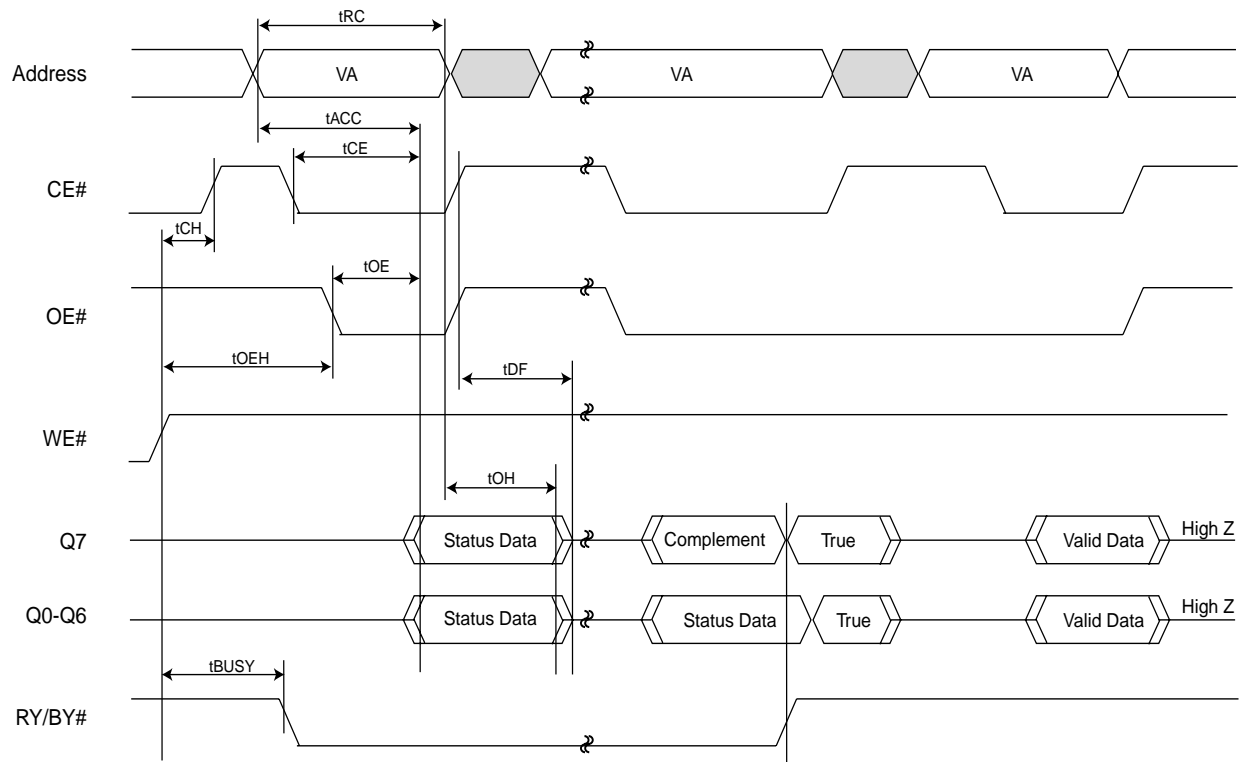 tRC
Address
VA
VA
VA
tACC
tCE
CE#
tCH
tOE
OE#
tOEH
tDF
WE#
tOH
Q7
Status Data
Complement
True
Valid Data
High Z
Q0-Q6
Status Data
Status Data
True
Valid Data
High Z
tBUSY
RY/BY#